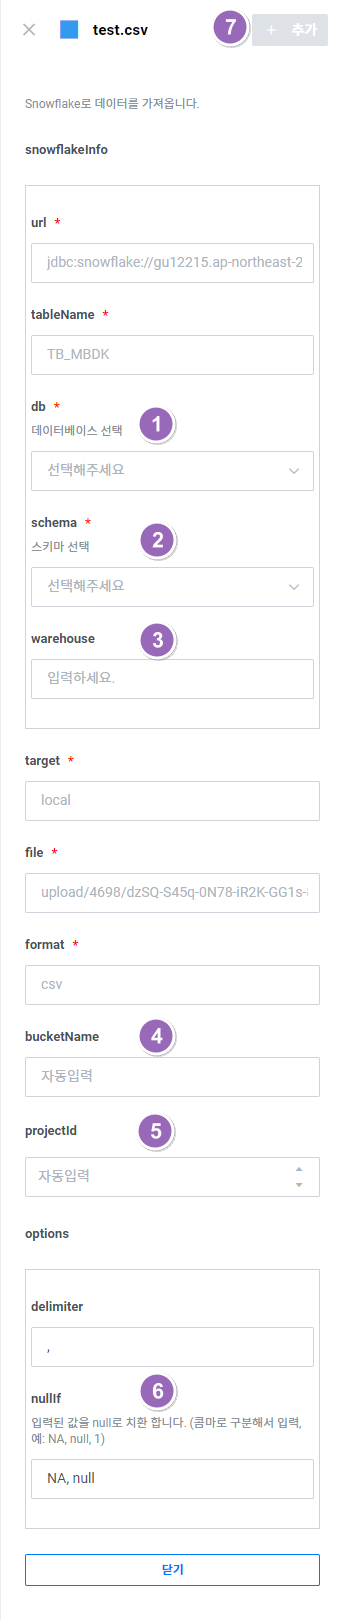 test.csv
7
+ 추가
Snowflake로 데이터를 가져옵니다.
snowflakeInfo
url *
jdbc:snowflake://gu12215.ap-northeast-2
tableName *
TB_MBDK
db *
데이터베이스 선택
1
선택해주세요
schema *
스키마 선택
2
선택해주세요
warehouse
3
입력하세요.
target *
local
file *
upload/4698/dzSQ-S45q-0N78-iR2K-GG1s-
format *
csv
bucketName
4
자동입력
projectId
5
자동입력
options
delimiter
,
nullIf
6
입력된 값을 null로 치환 합니다. (콤마로 구분해서 입력,
예: NA, null, 1)
NA, null
닫기